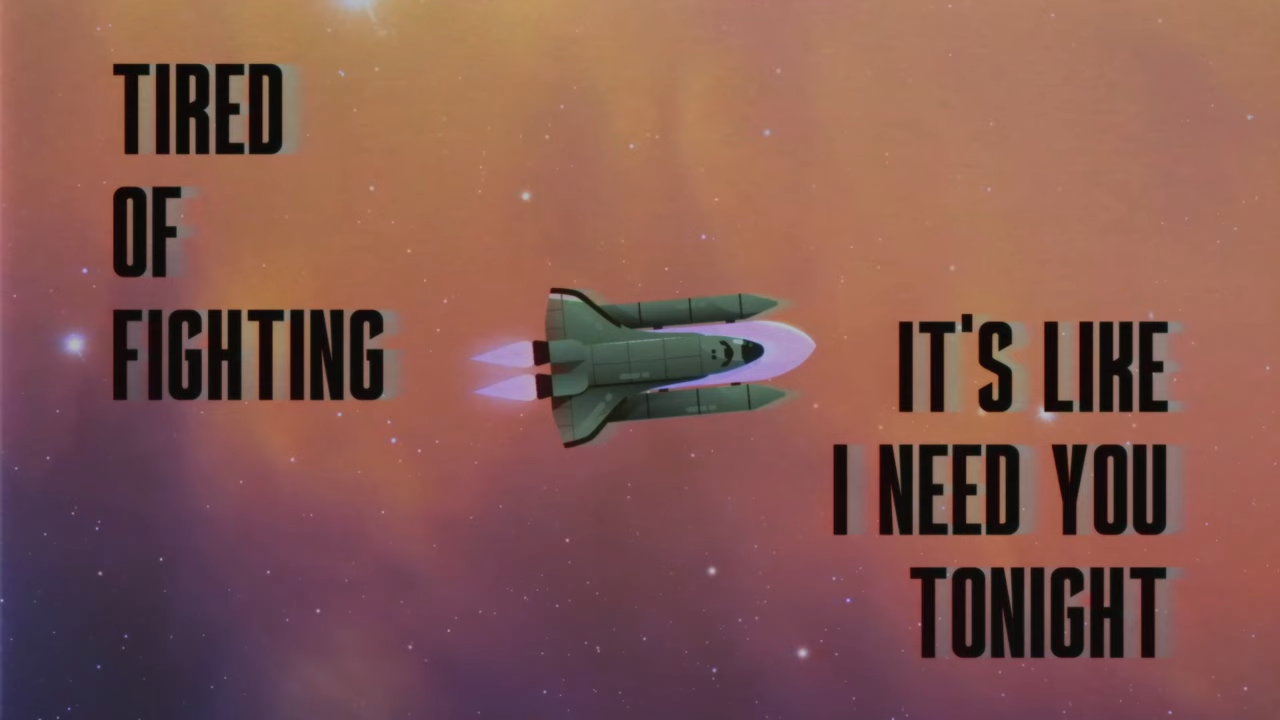 TIRED
OF
FIGHTING
IT'S LIKE
I NEED YOU
TONIGHT